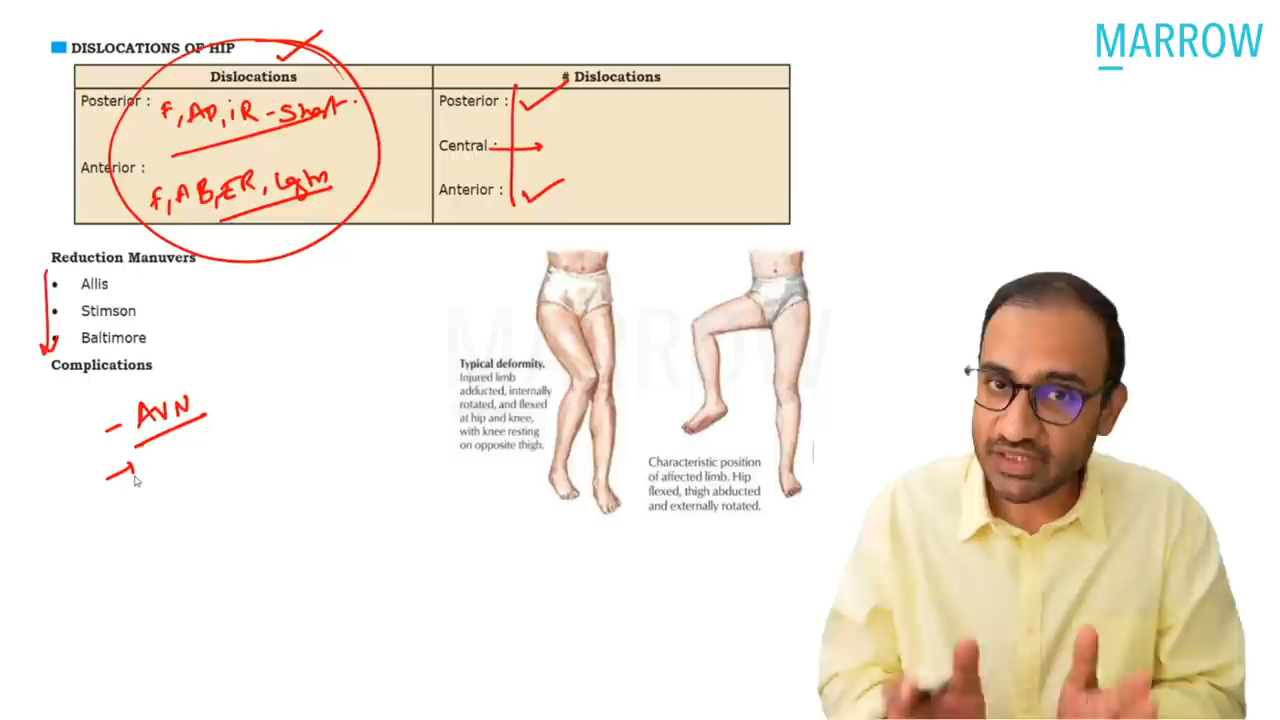 MARROW
DISLOCATIONS OF HIP
Dislocations
# Dislocations
Posterior : F, AD, iR - Short.
Anterior :
F, AB, ER,
Posterior :
Central :
Anterior :
Reduction Manuvers
• Allis
• Stimson
• Baltimore
Complications
- AVN
Typical deformity.
Injured limb
adducted, internally
rotated, and flexed
at hip and knee,
with knee resting
on opposite thigh.
Characteristic position
of affected limb. Hip
flexed, thigh abducted
and externally rotated.
MARROW